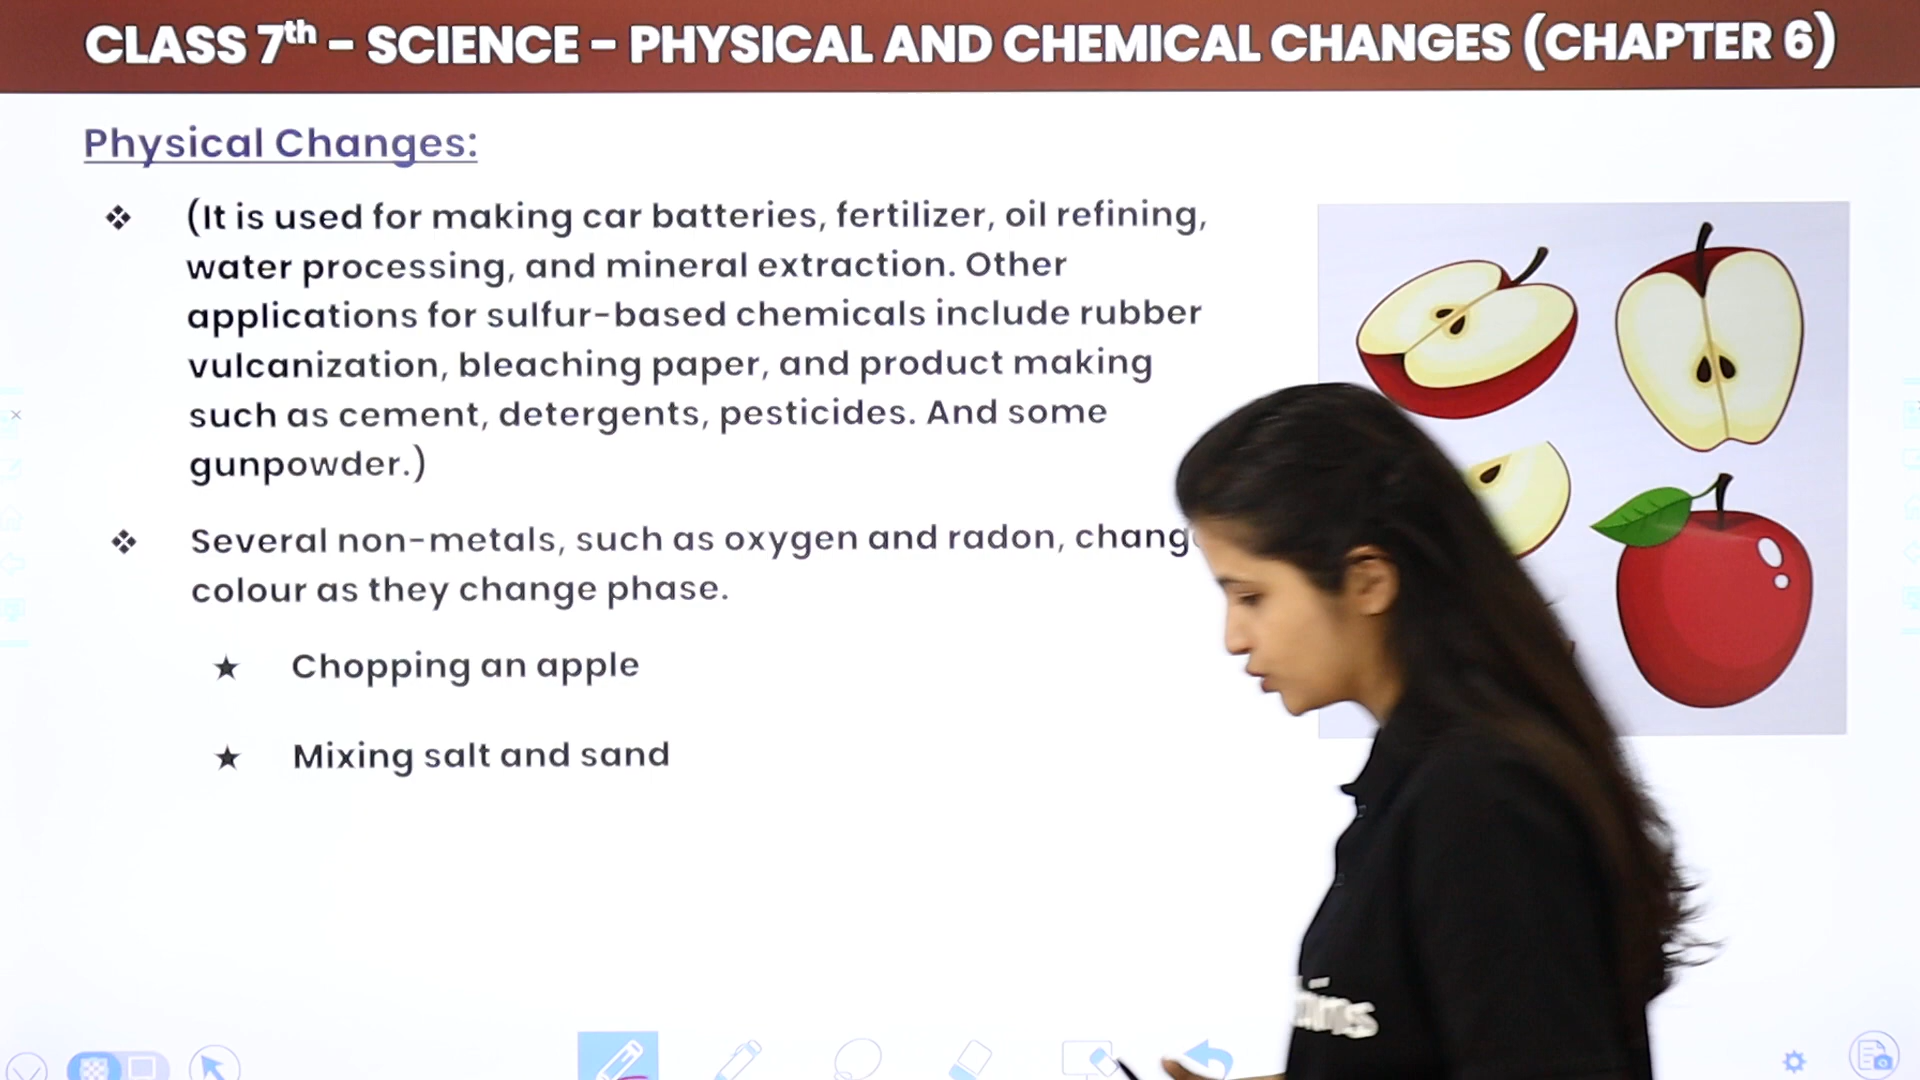 CLASS 7th – SCIENCE – PHYSICAL AND CHEMICAL CHANGES (CHAPTER 6)
Physical Changes:
❖ (It is used for making car batteries, fertilizer, oil refining,
water processing, and mineral extraction. Other
applications for sulfur-based chemicals include rubber
vulcanization, bleaching paper, and product making
such as cement, detergents, pesticides. And some
gunpowder.)
❖ Several non-metals, such as oxygen and radon,
colour as they change phase.
★ Chopping an apple
★ Mixing salt and sand